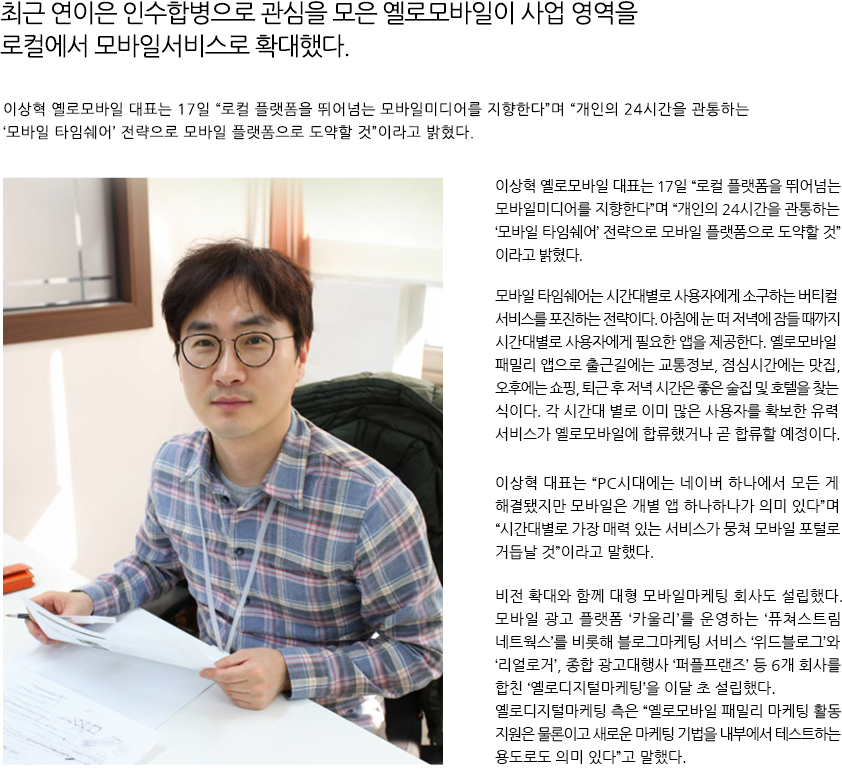 최근 연이은 인수합병으로 관심을 모은 옐로모바일이 사업 영역을
로컬에서 모바일서비스로 확대했다.
이상혁 옐로모바일 대표는 17일 “로컬 플랫폼을 뛰어넘는 모바일미디어를 지향한다”며 “개인의 24시간을 관통하는
‘모바일 타임쉐어’ 전략으로 모바일 플랫폼으로 도약할 것”이라고 밝혔다.
이상혁 옐로모바일 대표는 17일 “로컬 플랫폼을 뛰어넘는
모바일미디어를 지향한다”며 “개인의 24시간을 관통하는
‘모바일 타임쉐어’ 전략으로 모바일 플랫폼으로 도약할 것”
이라고 밝혔다.
모바일 타임쉐어는 시간대별로 사용자에게 소구하는 버티컬
서비스를 포진하는 전략이다. 아침에 눈 떠 저녁에 잠들 때까지
시간대별로 사용자에게 필요한 앱을 제공한다. 옐로모바일
패밀리 앱으로 출근길에는 교통정보, 점심시간에는 맛집,
오후에는 쇼핑, 퇴근 후 저녁 시간은 좋은 술집 및 호텔을 찾는
식이다. 각 시간대 별로 이미 많은 사용자를 확보한 유력
서비스가 옐로모바일에 합류했거나 곧 합류할 예정이다.
이상혁 대표는 “PC시대에는 네이버 하나에서 모든 게
해결됐지만 모바일은 개별 앱 하나하나가 의미 있다”며
“시간대별로 가장 매력 있는 서비스가 뭉쳐 모바일 포털로
거듭날 것”이라고 말했다.
비전 확대와 함께 대형 모바일마케팅 회사도 설립했다.
모바일 광고 플랫폼 ‘카울리’를 운영하는 ‘퓨쳐스트림
네트웍스’를 비롯해 블로그마케팅 서비스 ‘위드블로그’와
‘리얼로거’, 종합 광고대행사 ‘퍼플프랜즈’ 등 6개 회사를
합친 ‘옐로디지털마케팅’을 이달 초 설립했다.
옐로디지털마케팅 측은 “옐로모바일 패밀리 마케팅 활동
지원은 물론이고 새로운 마케팅 기법을 내부에서 테스트하는
용도로도 의미 있다”고 말했다.